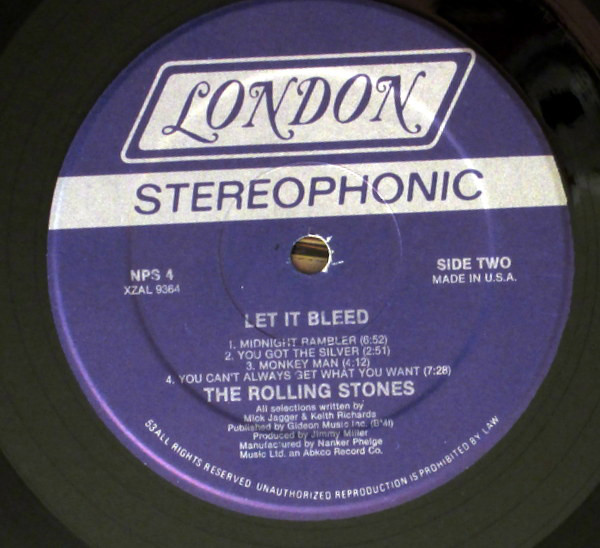 LONDON
STEREOPHONIC
NPS 4
XZAL 9364
SIDE TWO
MADE IN U.S.A.
LET IT BLEED
1. MIDNIGHT RAMBLER (6:52)
2. YOU GOT THE SILVER (2:51)
3. MONKEY MAN (4:12)
4. YOU CAN'T ALWAYS GET WHAT YOU WANT (7:28)
THE ROLLING STONES
All selections written by
Mick Jagger & Keith Richards
Published by Gideon Music Inc. (BMI)
Produced by Jimmy Miller
Manufactured by Nanker Phelge
Music Ltd. an Abkco Record Co.
53 ALL RIGHTS RESERVED UNAUTHORIZED REPRODUCTION IS PROHIBITED BY LAW